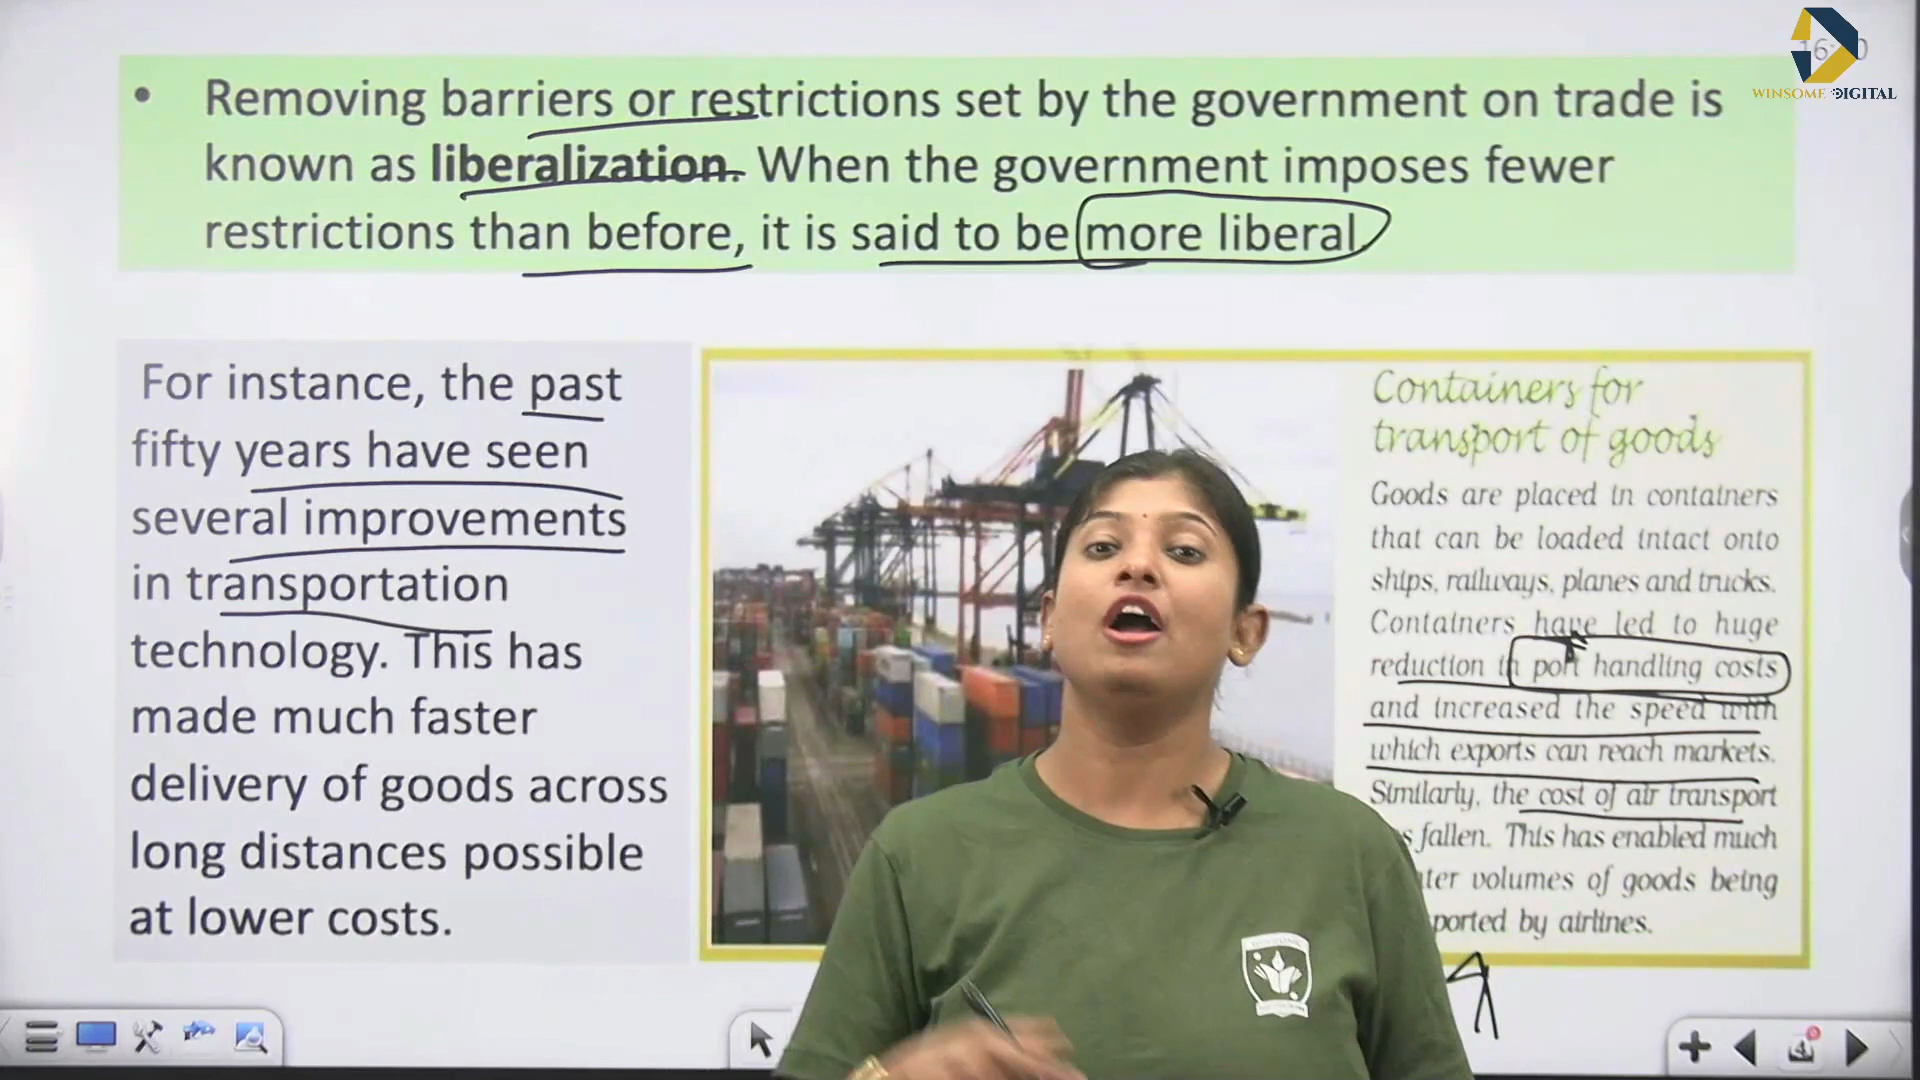 WINSOME DIGITAL
• Removing barriers or restrictions set by the government on trade is
known as liberalization. When the government imposes fewer
restrictions than before, it is said to be more liberal.
For instance, the past
fifty years have seen
several improvements
in transportation
technology. This has
made much faster
delivery of goods across
long distances possible
at lower costs.
Containers for
transport of goods
Goods are placed in containers
that can be loaded intact onto
ships, railways, planes and trucks.
Containers have led to huge
reduction in port handling costs
and increased the speed with
which exports can reach markets.
Similarly, the cost of air transport
fallen. This has enabled much
volumes of goods being
by airlines.
4